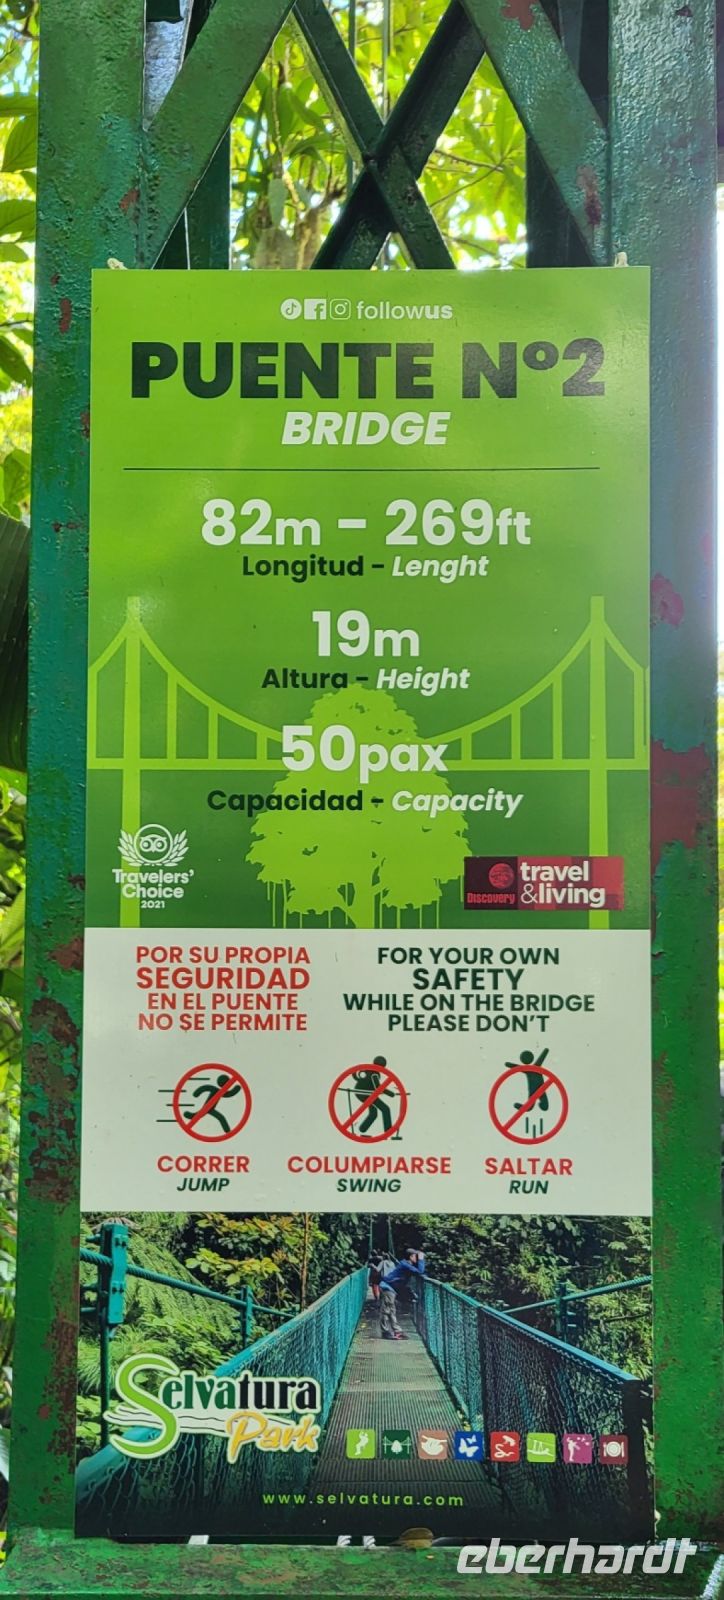 followus
PUENTE Nº2
BRIDGE
82m - 269ft
Longitud - Lenght
19m
Altura - Height
50pax
Capacidad - Capacity
Travelers'
Choice
2021
Discovery
travel
&living
POR SU PROPIA
SEGURIDAD
EN EL PUENTE
NO SE PERMITE
FOR YOUR OWN
SAFETY
WHILE ON THE BRIDGE
PLEASE DON'T
CORRER
JUMP
COLUMPIARSE
SWING
SALTAR
RUN
Selvatura
Park
www.selvatura.com
eberhardt